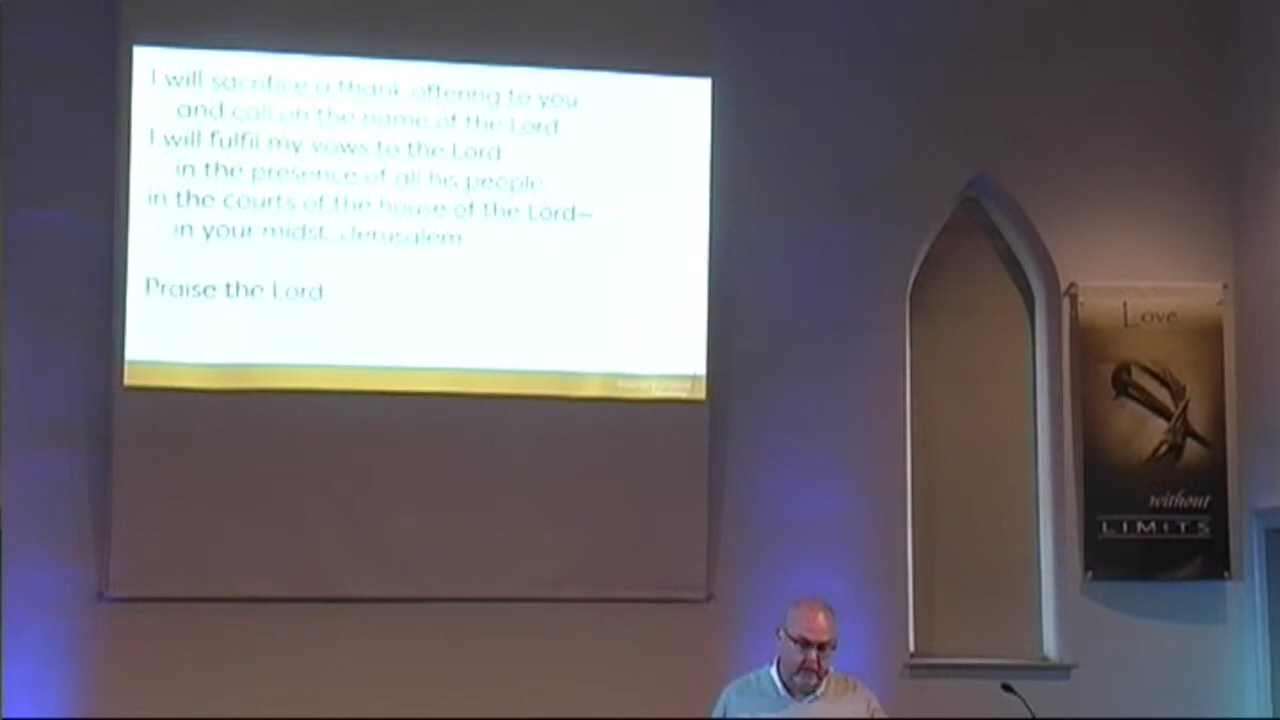 I will sacrifice a thank offering to you
and call on the name of the Lord
I will fulfil my vows to the Lord
in the presence of all his people,
in the courts of the house of the Lord–
in your midst, Jerusalem
Praise the Lord.
Love
without
LIMITS